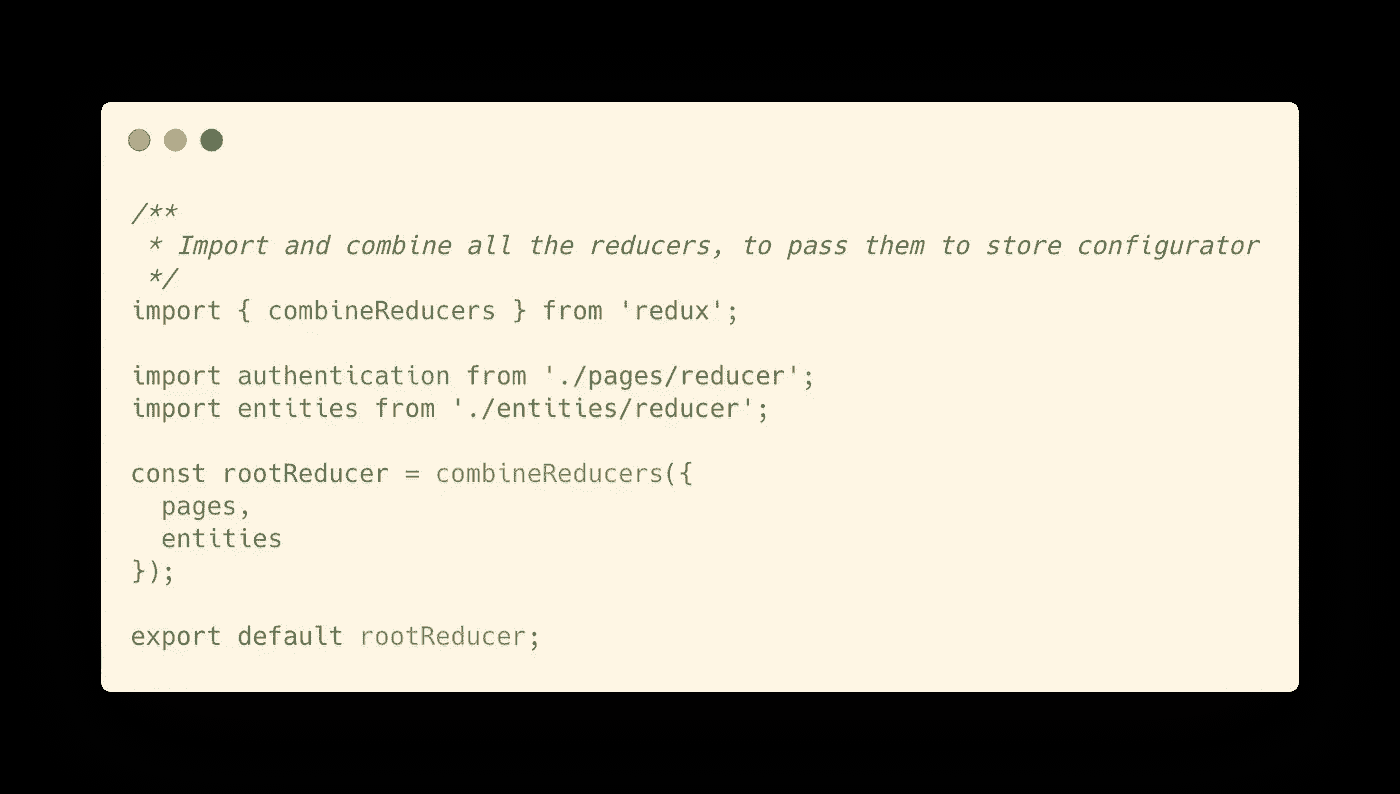 /**
 * Import and combine all the reducers, to pass them to store configurator
 */
import { combineReducers } from 'redux';
import authentication from './pages/reducer';
import entities from './entities/reducer';
const rootReducer = combineReducers({
  pages,
  entities
});
export default rootReducer;